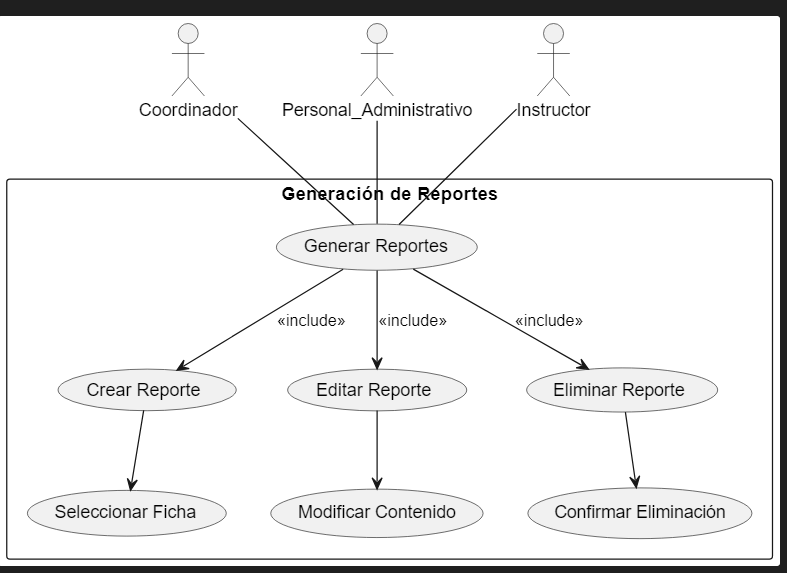 Coordinador
Personal_Administrativo
Instructor
Generación de Reportes
Generar Reportes
«include»
«include»
«include»
Crear Reporte
Editar Reporte
Eliminar Reporte
Seleccionar Ficha
Modificar Contenido
Confirmar Eliminación